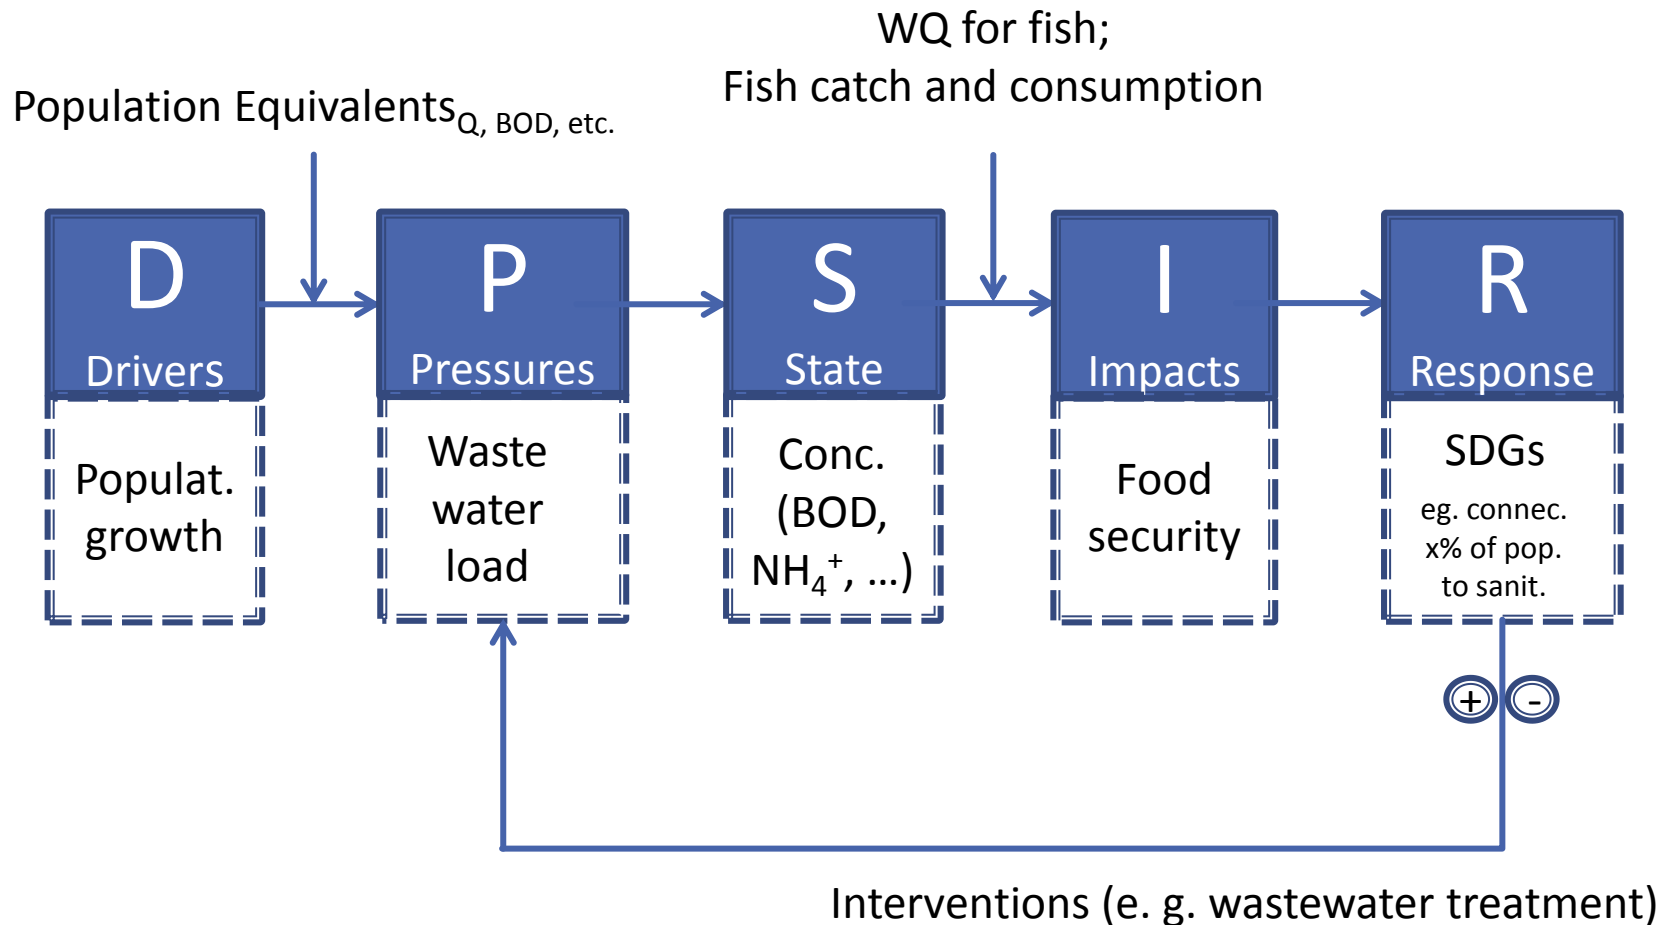 WQ for fish;
Fish catch and consumption
Population Equivalents Q, BOD, etc.
D
Drivers
Populat.
growth
P
Pressures
Waste
water
load
S
State
Conc.
(BOD,
NH₄⁺, ...)
I
Impacts
Food
security
R
Response
SDGs
eg. connec.
x% of pop.
to sanit.
+ -
Interventions (e. g. wastewater treatment)